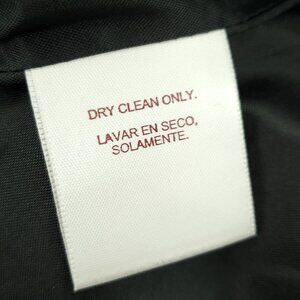 DRY CLEAN ONLY.
LAVAR EN SECO,
SOLAMENTE.